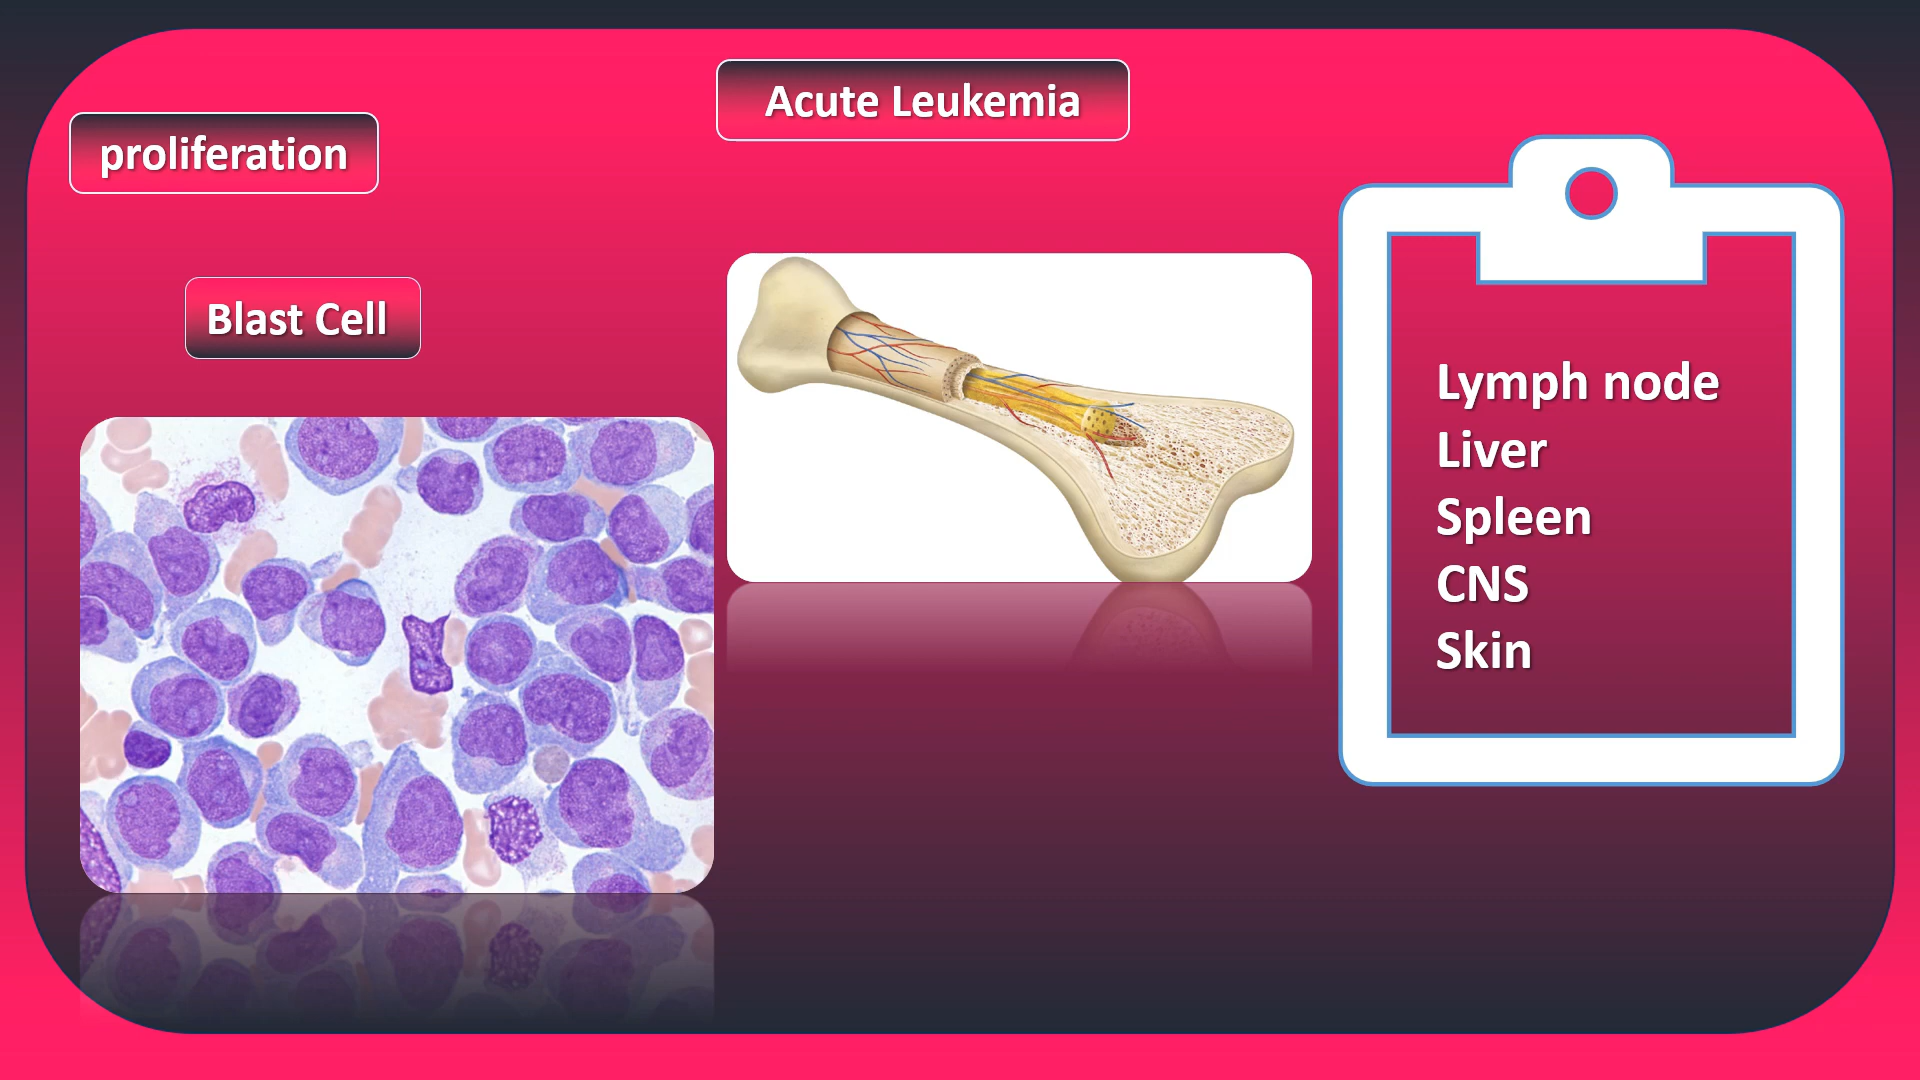 Acute Leukemia
proliferation
Blast Cell
Lymph node
Liver
Spleen
CNS
Skin